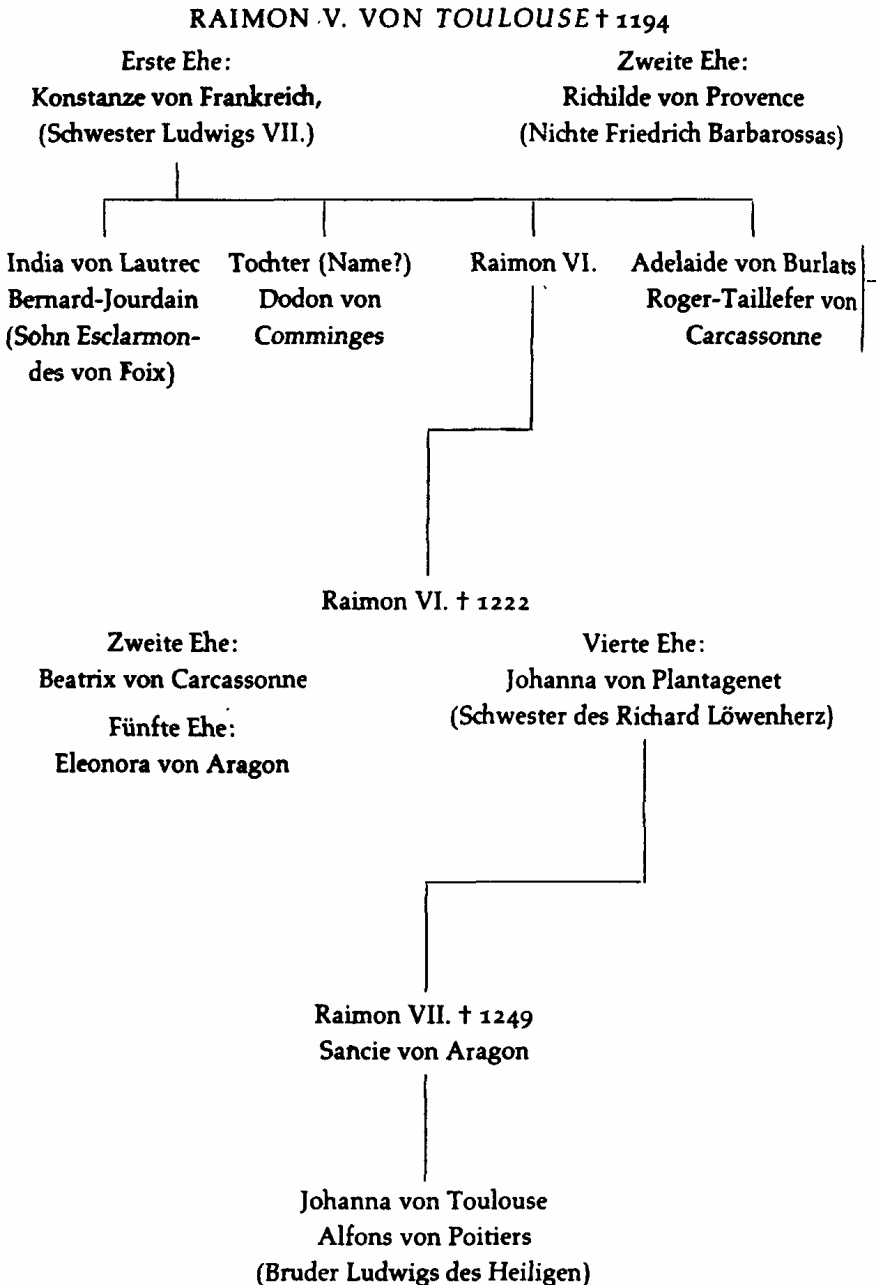 RAIMON V. VON TOULOUSE † 1194
Erste Ehe:
Konstanze von Frankreich,
(Schwester Ludwigs VII.)
Zweite Ehe:
Richilde von Provence
(Nichte Friedrich Barbarossas)
India von Lautrec
Bernard-Jourdain
(Sohn Esclarmon-
des von Foix)
Tochter (Name?)
Dodon von
Comminges
Raimon VI.
Adelaide von Burlats
Roger-Taillefer von
Carcassonne
Raimon VI. † 1222
Zweite Ehe:
Beatrix von Carcassonne
Fünfte Ehe:
Eleonora von Aragon
Vierte Ehe:
Johanna von Plantagenet
(Schwester des Richard Löwenherz)
Raimon VII. † 1249
Sancie von Aragon
Johanna von Toulouse
Alfons von Poitiers
(Bruder Ludwigs des Heiligen)